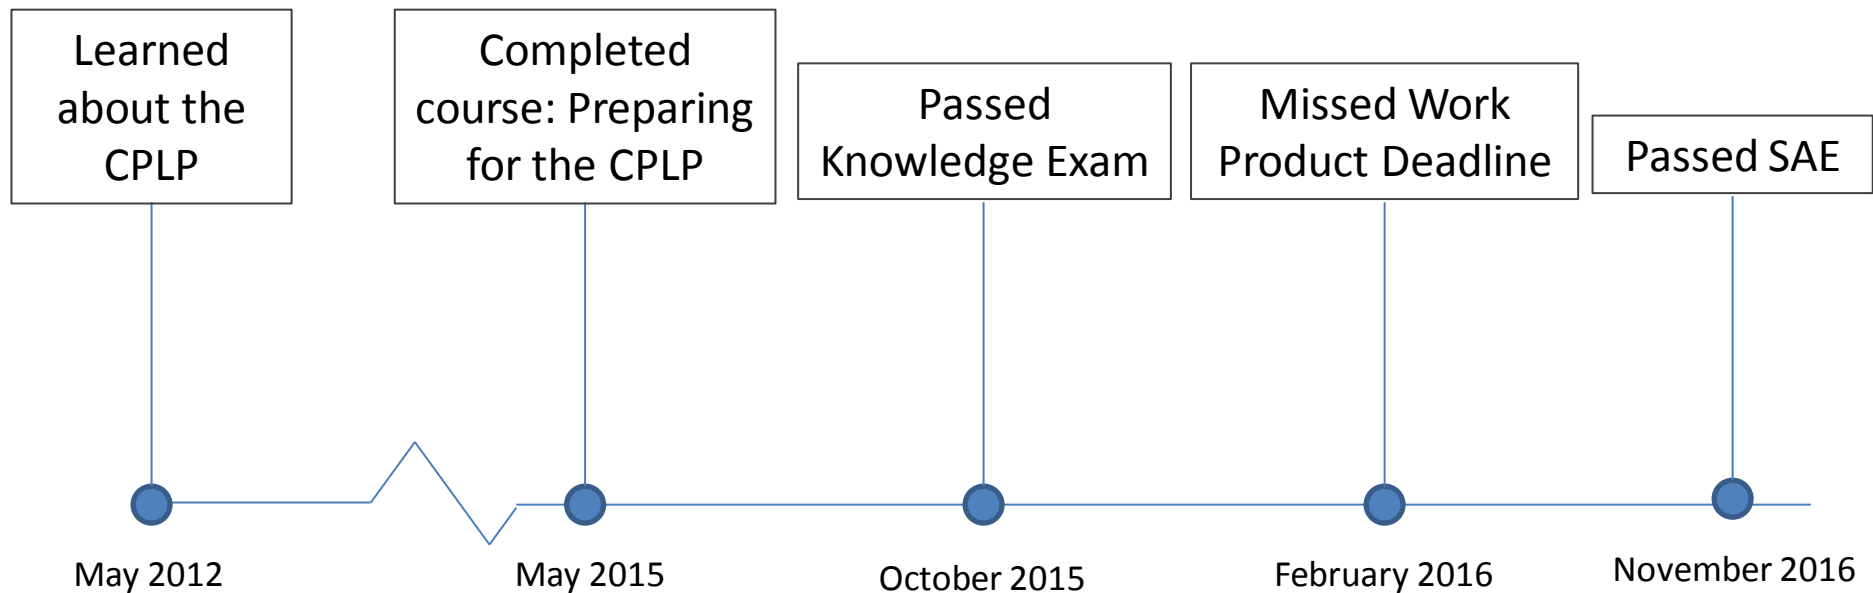 Learned
about the
CPLP
Completed
course: Preparing
for the CPLP
Passed
Knowledge Exam
Missed Work
Product Deadline
Passed SAE
May 2012
May 2015
October 2015
February 2016
November 2016